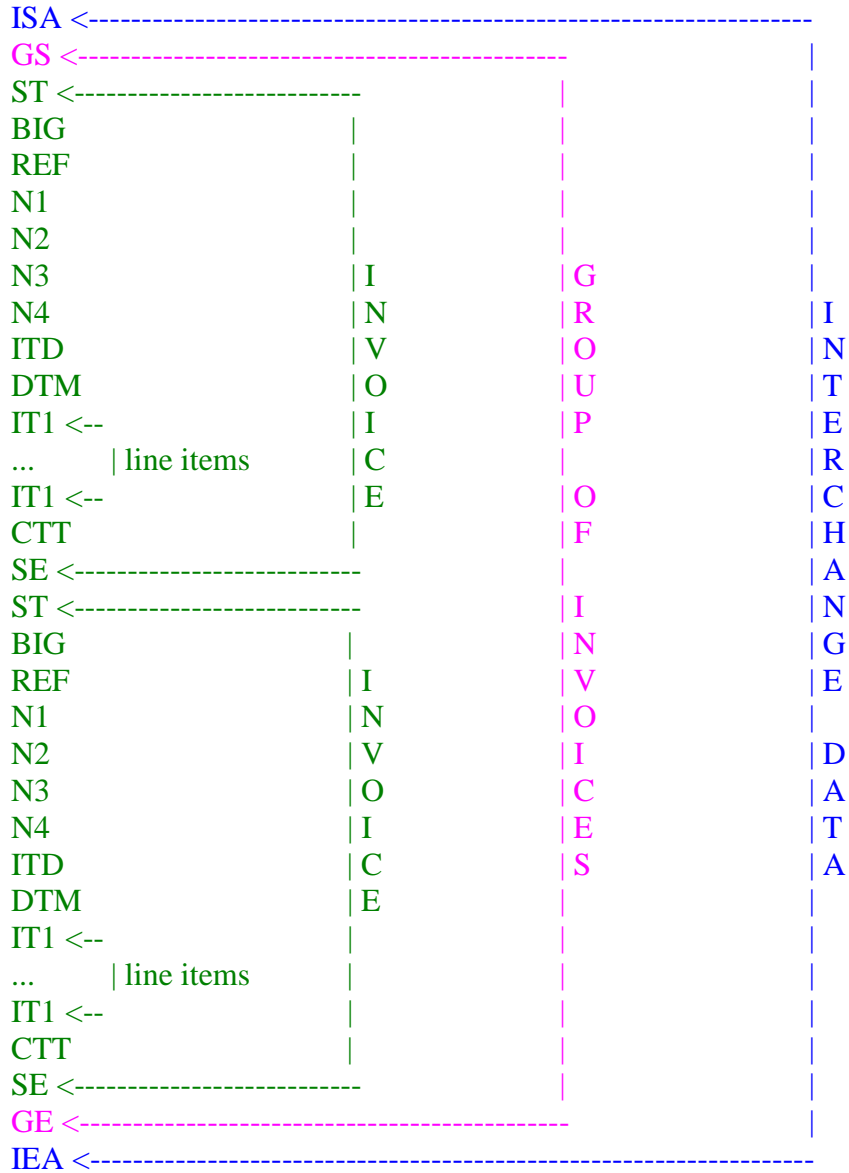 ISA <---------------------------------------------------------------------
GS <----------------------------------------------- |
ST <--------------------------- | |
BIG | | |
REF | | |
N1 | | |
N2 | | |
N3 | I | G |
N4 | N | R | I
ITD | V | O | N
DTM | O | U | T
IT1 <-- | I | P | E
... | line items | C | | R
IT1 <-- | E | O | C
CTT | | F | H
SE <--------------------------- | | A
ST <--------------------------- | I | N
BIG | | N | G
REF | I | V | E
N1 | N | O |
N2 | V | I | D
N3 | O | C | A
N4 | I | E | T
ITD | C | S | A
DTM | E | |
IT1 <-- | | |
... | line items | | |
IT1 <-- | | |
CTT | | |
SE <--------------------------- | |
GE <----------------------------------------------- |
IEA <---------------------------------------------------------------------